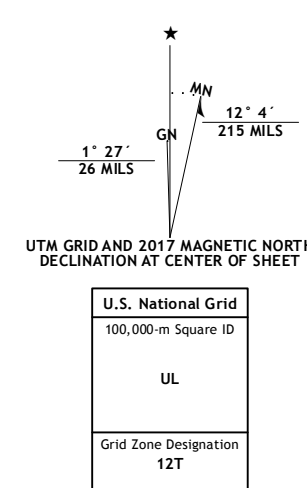 ★
MN
GN
12° 4´
215 MILS
1° 27´
26 MILS
UTM GRID AND 2017 MAGNETIC NORTH
DECLINATION AT CENTER OF SHEET
U.S. National Grid
100,000-m Square ID
UL
Grid Zone Designation
12T